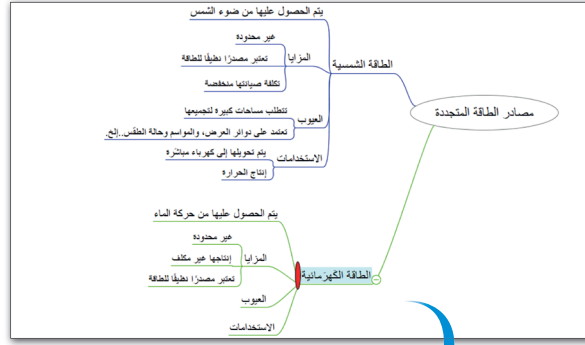 مصادر الطاقة المتجددة
الطاقة الشمسية
يتم الحصول عليها من ضوء الشمس
المزايا
غير محدودة
تعتبر مصدرًا نظيفًا للطاقة
تكلفة صيانتها منخفضة
العيوب
تتطلب مساحات كبيرة لتجميعها
تعتمد على دوائر العرض، والمواسم وحالة الطقس..إلخ.
الاستخدامات
يتم تحويلها إلى كهرباء مباشرة
إنتاج الحرارة
الطاقة الكهرمائية
يتم الحصول عليها من حركة الماء
المزايا
غير محدودة
إنتاجها غير مكلف
تعتبر مصدرًا نظيفًا للطاقة
العيوب
الاستخدامات